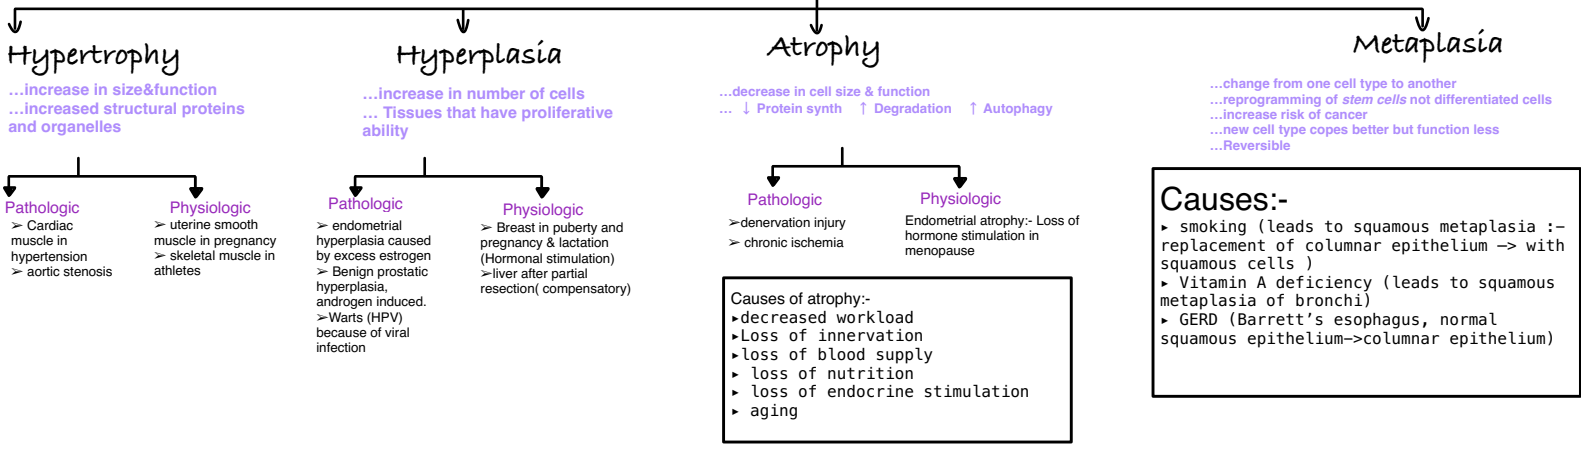 Hypertrophy
…increase in size&function
…increased structural proteins
and organelles
Pathologic
➢ Cardiac
muscle in
hypertension
➢ aortic stenosis
Physiologic
➢ uterine smooth
muscle in pregnancy
➢ skeletal muscle in
athletes
Hyperplasia
…increase in number of cells
… Tissues that have proliferative
ability
Pathologic
➢ endometrial
hyperplasia caused
by excess estrogen
➢ Benign prostatic
hyperplasia,
androgen induced.
➢Warts (HPV)
because of viral
infection
Physiologic
➢ Breast in puberty and
pregnancy & lactation
(Hormonal stimulation)
➢liver after partial
resection( compensatory)
Atrophy
…decrease in cell size & function
… ↓ Protein synth ↑ Degradation ↑ Autophagy
Pathologic
➢denervation injury
➢ chronic ischemia
Physiologic
Endometrial atrophy:- Loss of
hormone stimulation in
menopause
Causes of atrophy:-
▸decreased workload
▸Loss of innervation
▸loss of blood supply
▸ loss of nutrition
▸ loss of endocrine stimulation
▸ aging
Metaplasia
…change from one cell type to another
…reprogramming of stem cells not differentiated cells
…increase risk of cancer
…new cell type copes better but function less
…Reversible
Causes:-
▸ smoking (leads to squamous metaplasia :-
replacement of columnar epithelium —> with
squamous cells )
▸ Vitamin A deficiency (leads to squamous
metaplasia of bronchi)
▸ GERD (Barrett’s esophagus, normal
squamous epithelium—>columnar epithelium)